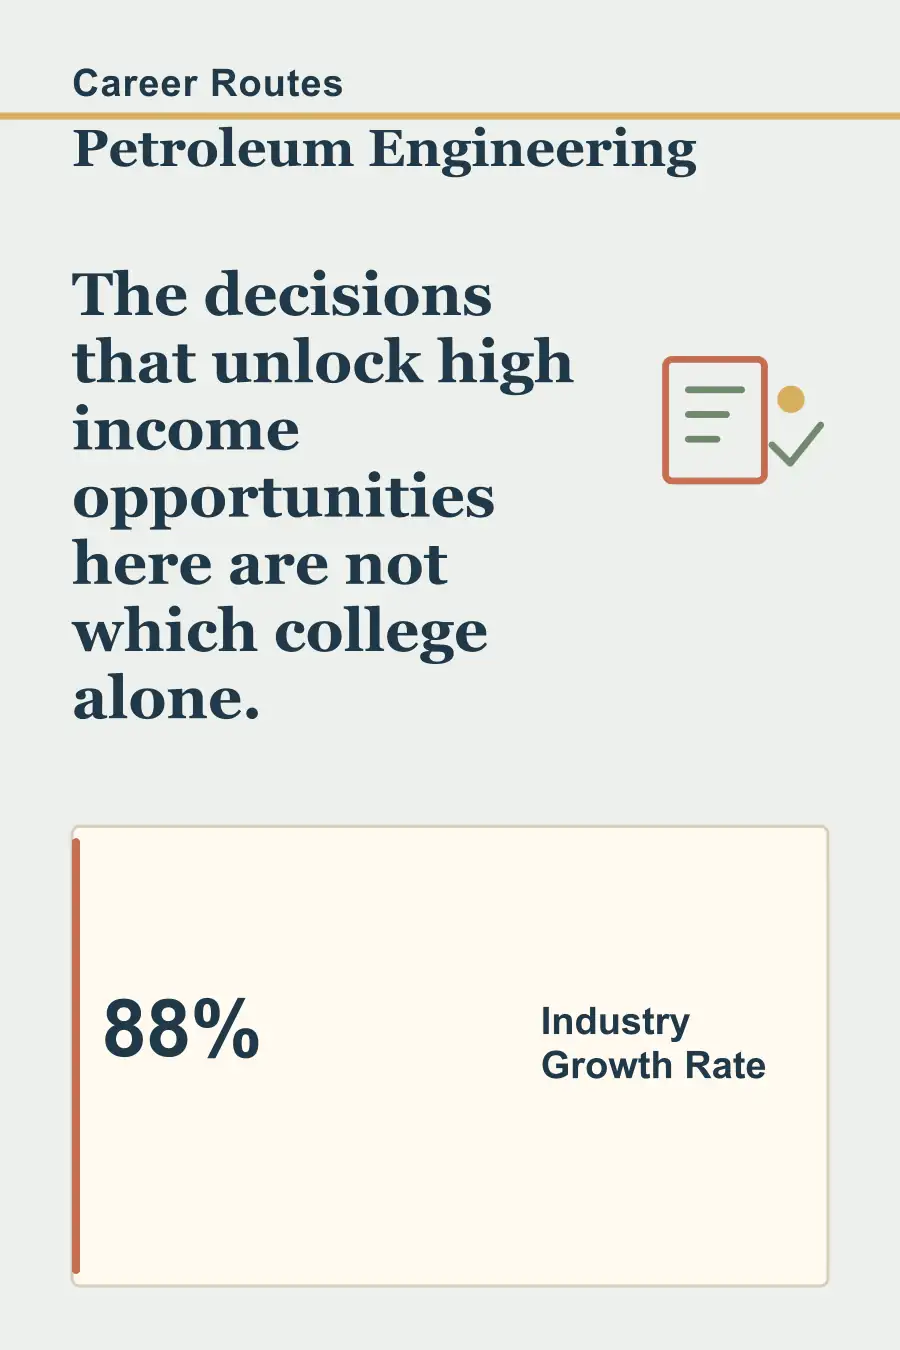 Career Routes
Petroleum Engineering
The decisions
that unlock high
income
opportunities
here are not
which college
alone.
88%
Industry
Growth Rate